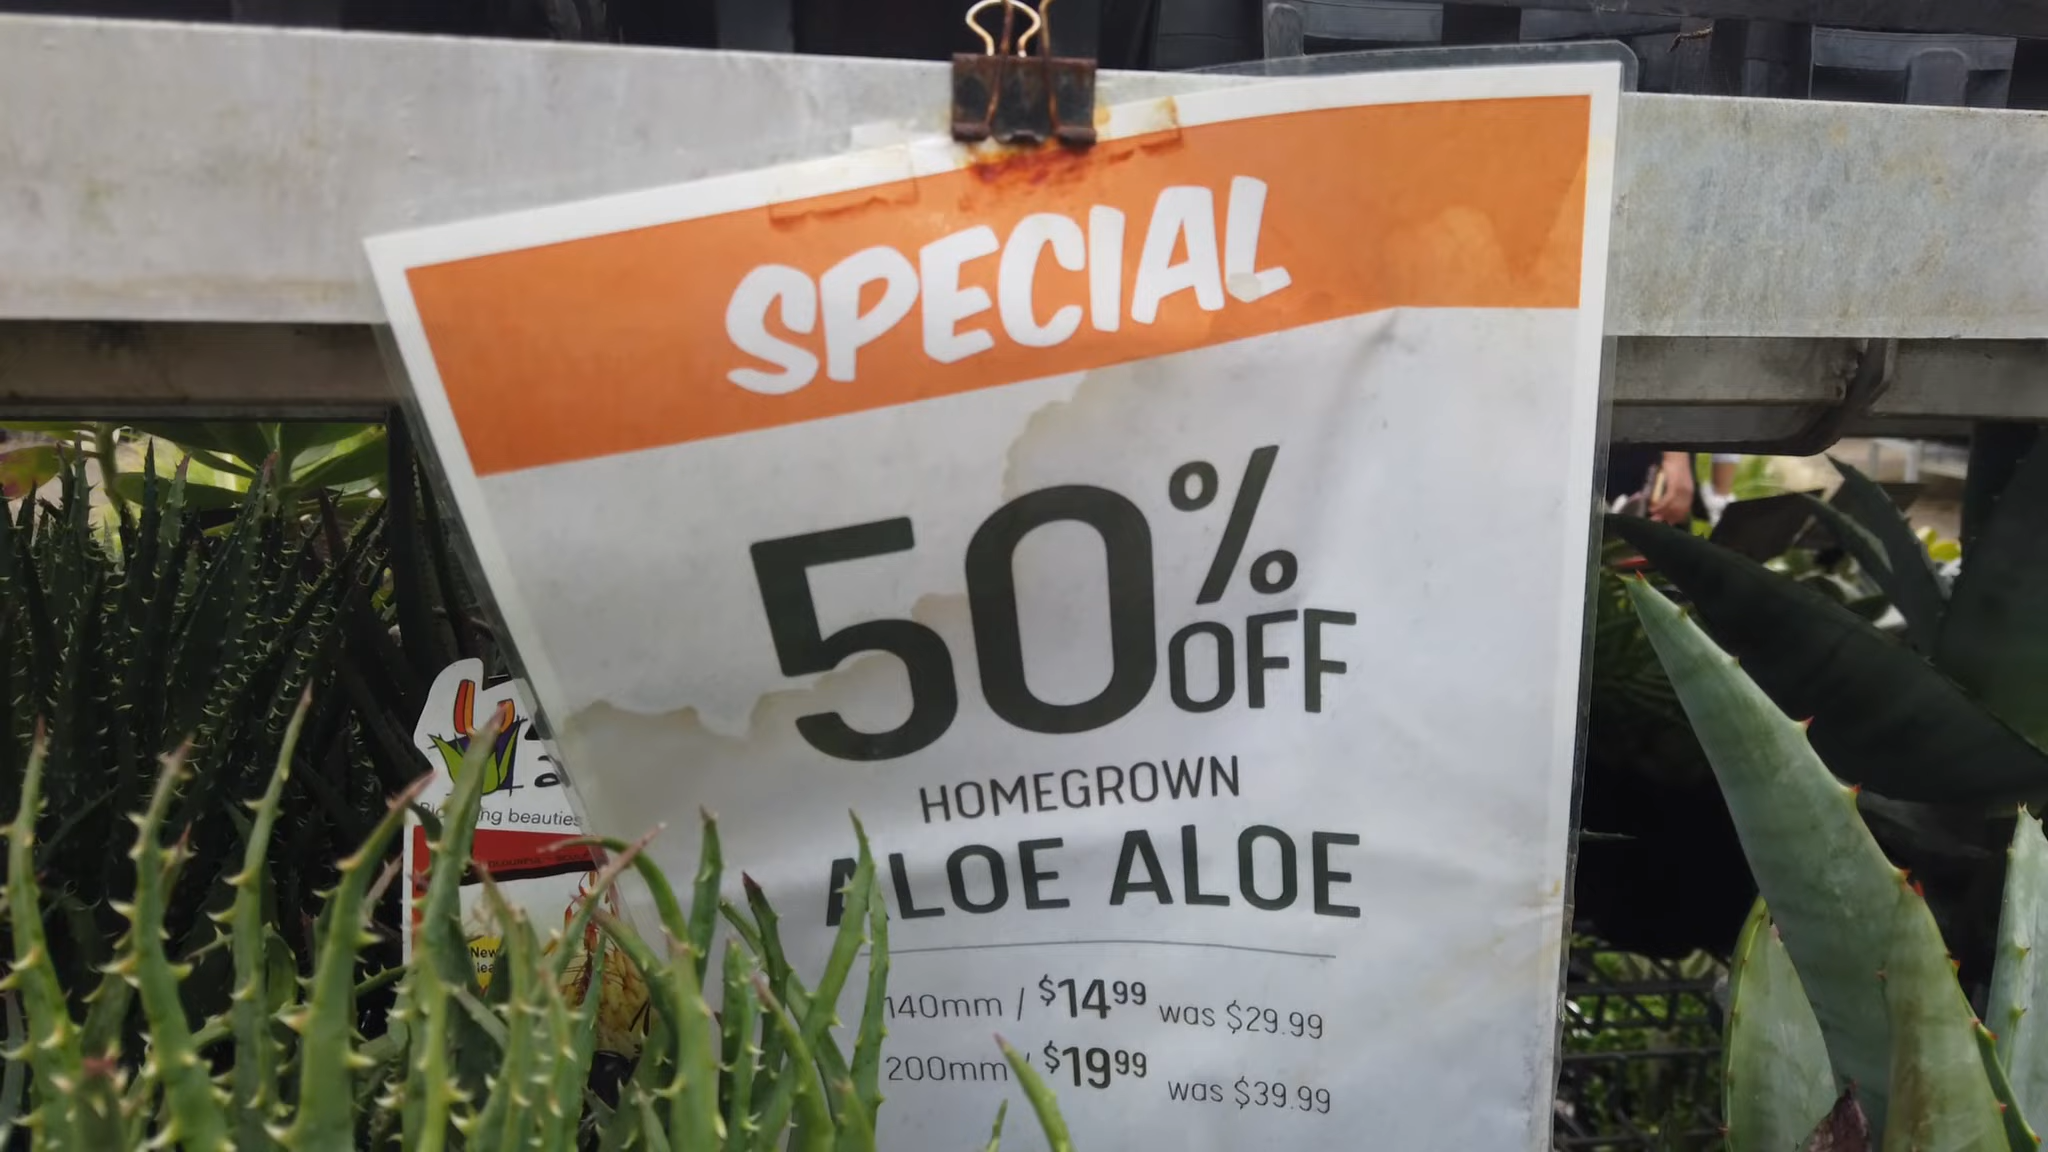 SPECIAL
50% OFF
HOMEGROWN
ALOE ALOE
140mm / $14.99 was $29.99
200mm / $19.99 was $39.99
beauties
New